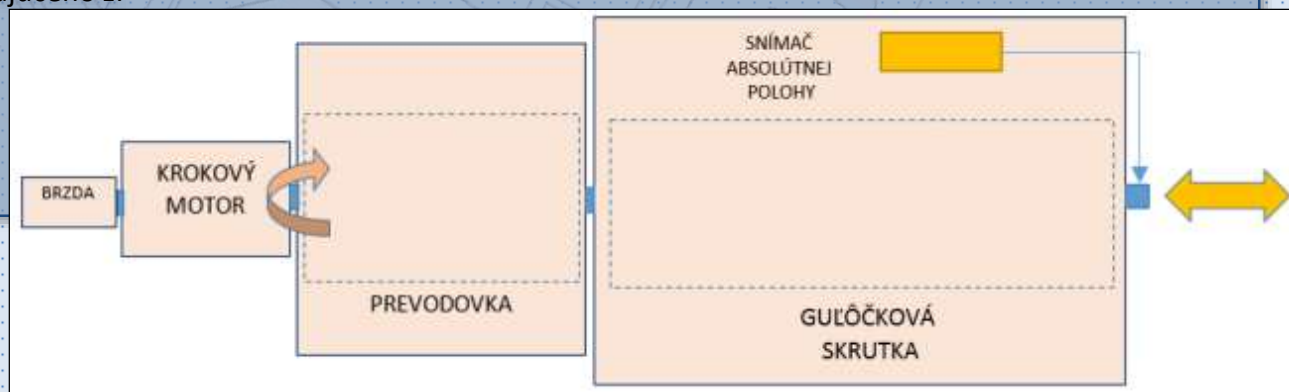 BRZDA
KROKOVÝ
MOTOR
PREVODOVKA
SNÍMAČ
ABSOLÚTNEJ
POLOHY
GUĽÔČKOVÁ
SKRUTKA